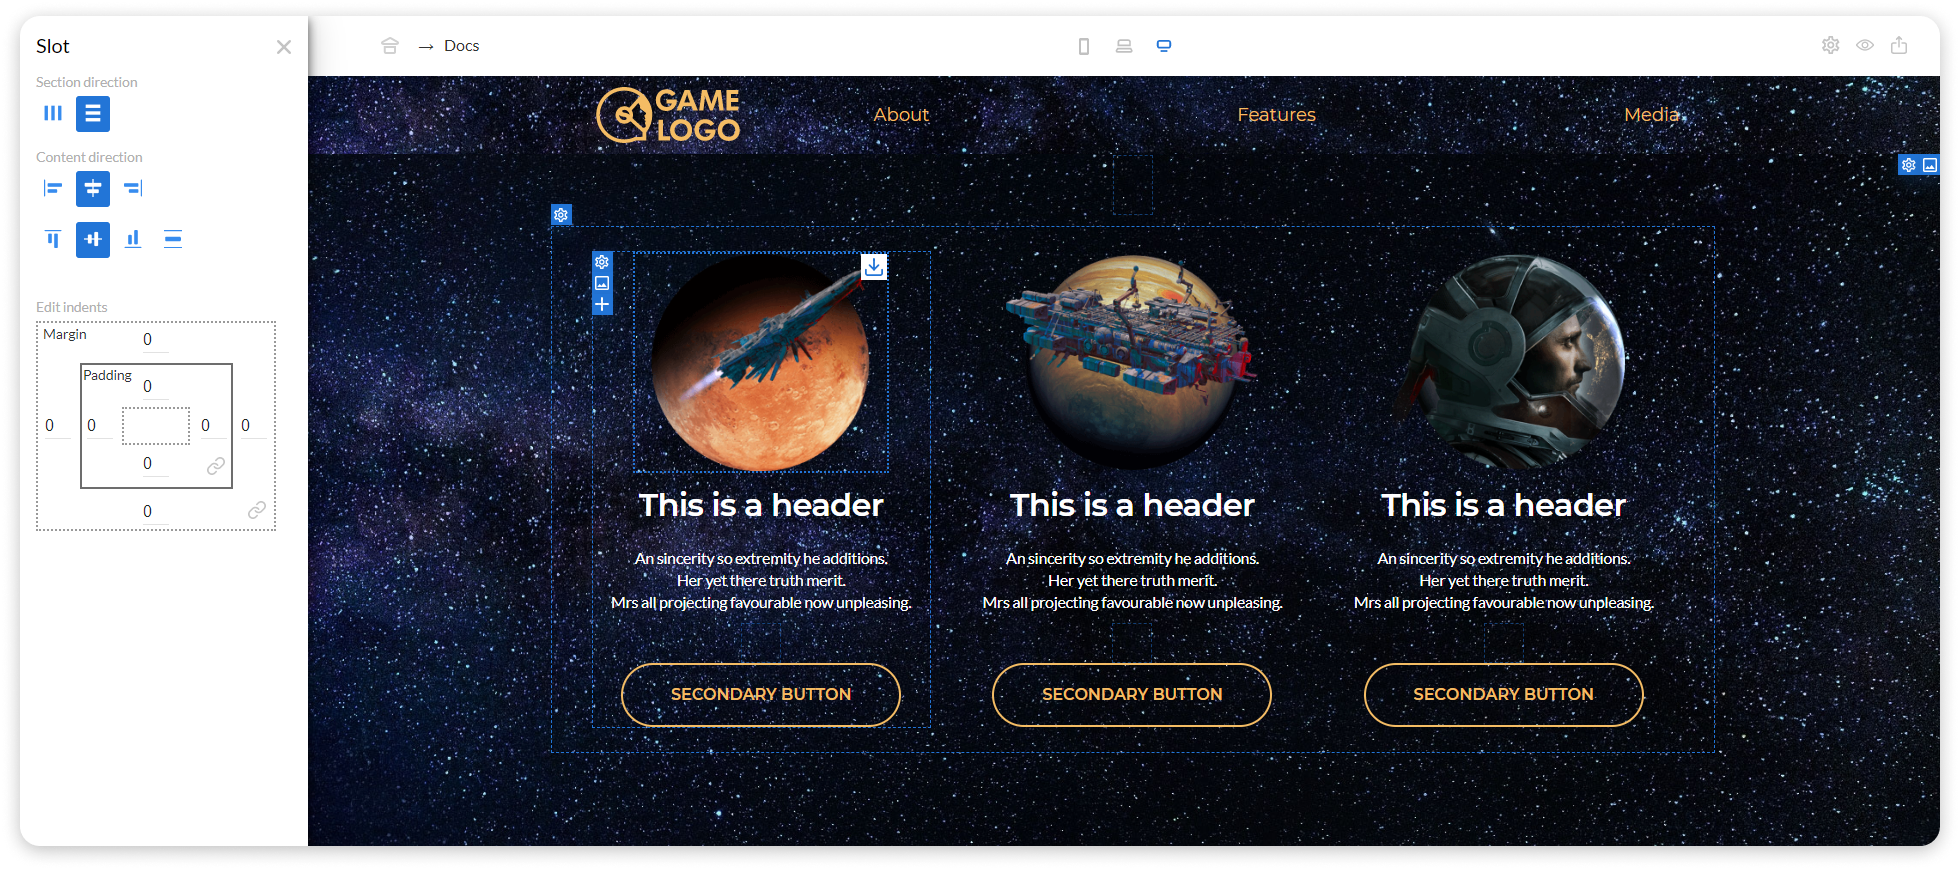 Slot
Section direction
Content direction
Edit indents
Margin
0
Padding
0
0
0
0
0
0
0
→ Docs
GAME
LOGO
About
Features
Media
This is a header
An sincerity so extremity he additions.
Her yet there truth merit.
Mrs all projecting favourable now unpleasing.
SECONDARY BUTTON
This is a header
An sincerity so extremity he additions.
Her yet there truth merit.
Mrs all projecting favourable now unpleasing.
SECONDARY BUTTON
This is a header
An sincerity so extremity he additions.
Her yet there truth merit.
Mrs all projecting favourable now unpleasing.
SECONDARY BUTTON